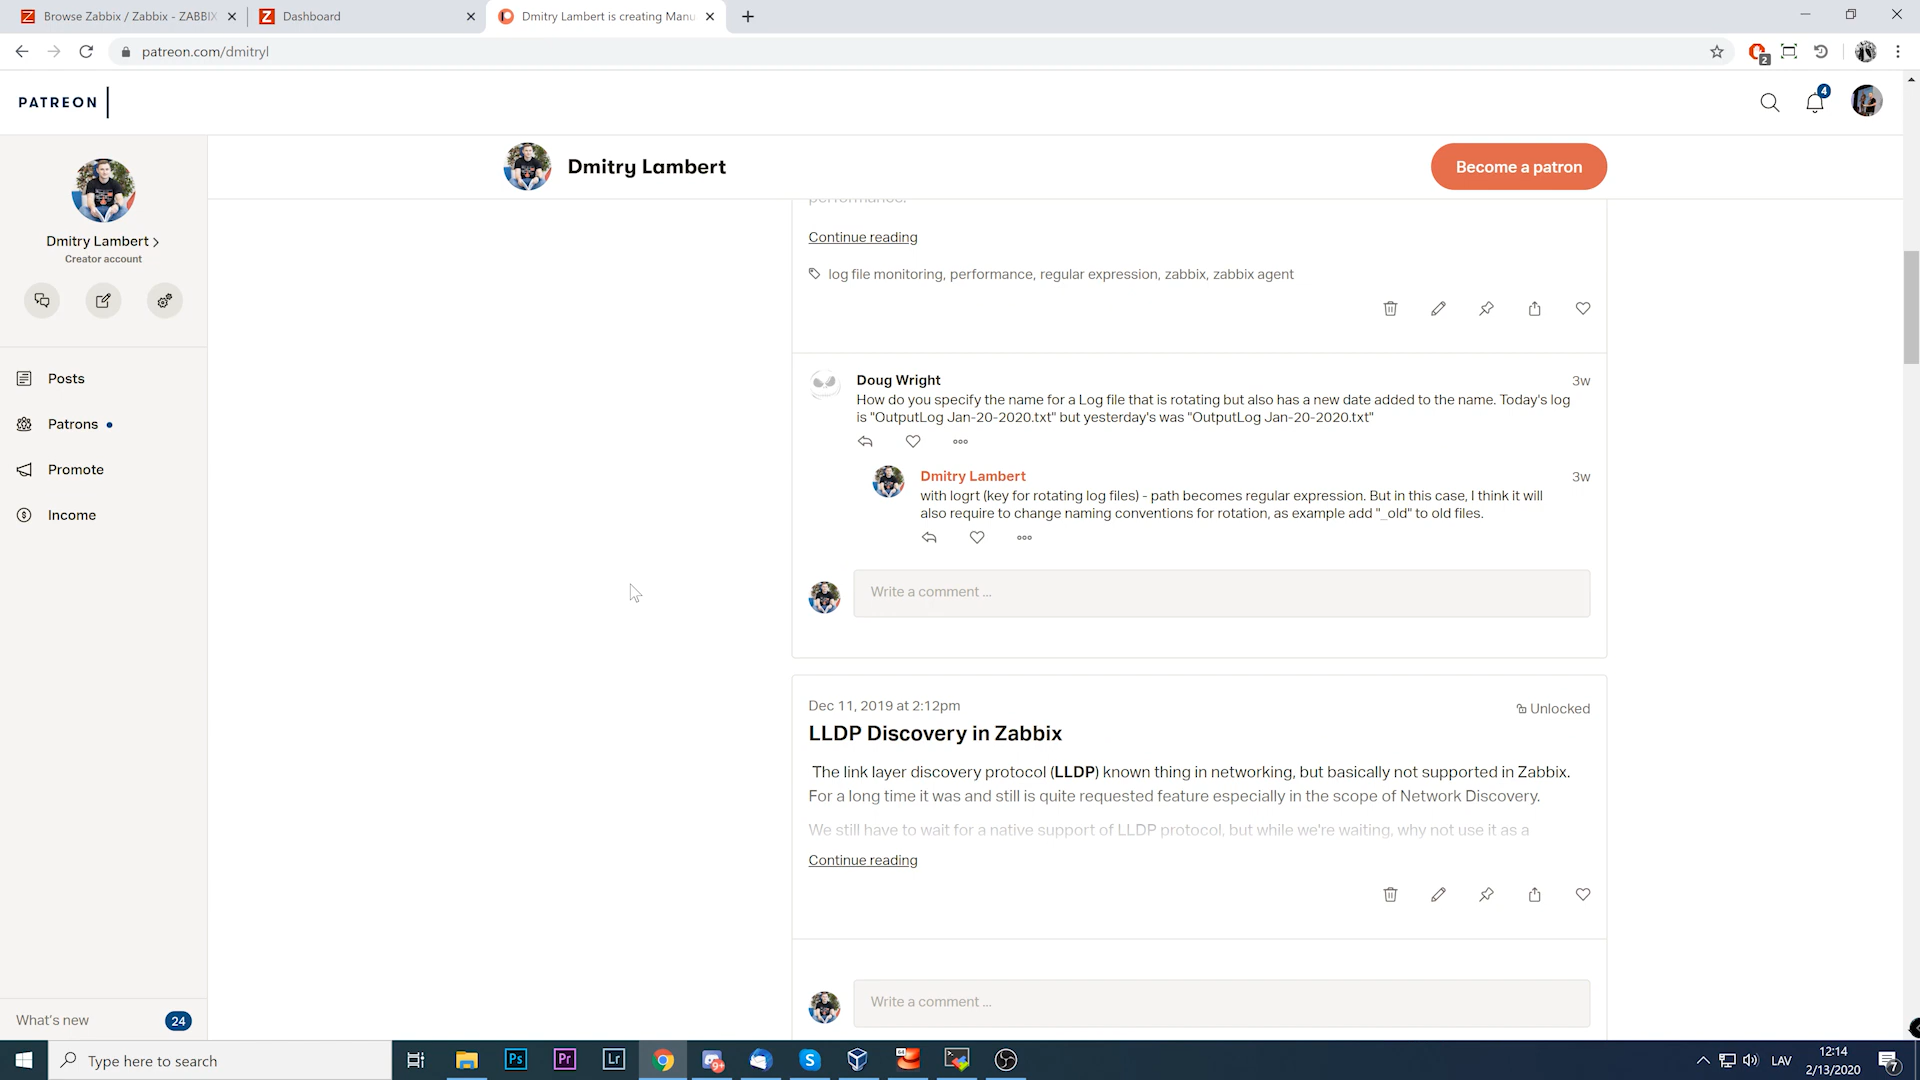 Browse Zabbix / Zabbix - ZABBIX
Dashboard
Dmitry Lambert is creating Manu
patreon.com/dmitryl
2
PATREON
4
Dmitry Lambert
Become a patron
Dmitry Lambert
Creator account
Posts
Patrons
Promote
Income
What's new
24
performance.
Continue reading
log file monitoring, performance, regular expression, zabbix, zabbix agent
Doug Wright
3w
How do you specify the name for a Log file that is rotating but also has a new date added to the name. Today's log
is "OutputLog Jan-20-2020.txt" but yesterday's was "OutputLog Jan-20-2020.txt"
Dmitry Lambert
3w
with logrt (key for rotating log files) - path becomes regular expression. But in this case, I think it will
also require to change naming conventions for rotation, as example add "_old" to old files.
Write a comment ...
Dec 11, 2019 at 2:12pm
Unlocked
LLDP Discovery in Zabbix
The link layer discovery protocol (LLDP) known thing in networking, but basically not supported in Zabbix.
For a long time it was and still is quite requested feature especially in the scope of Network Discovery.
We still have to wait for a native support of LLDP protocol, but while we're waiting, why not use it as a
Continue reading
Write a comment ...
Type here to search
Ps
Pr
Lr
9+
S
64
LAV
12:14
2/13/2020
7